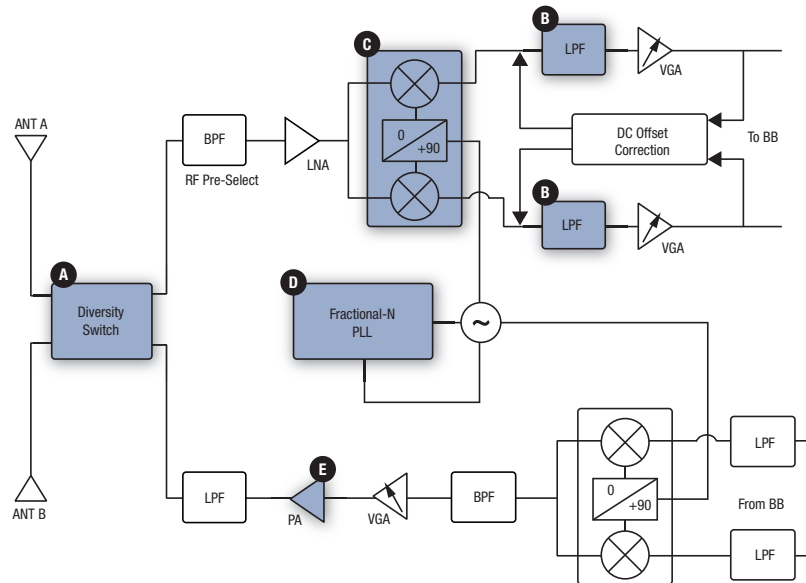 B
LPF
VGA
C
ANT A
BPF
RF Pre-Select
LNA
0
+90
DC Offset
Correction
To BB
B
LPF
VGA
A
Diversity
Switch
D
Fractional-N
PLL
~
ANT B
LPF
E
PA
VGA
BPF
0
+90
LPF
From BB
LPF